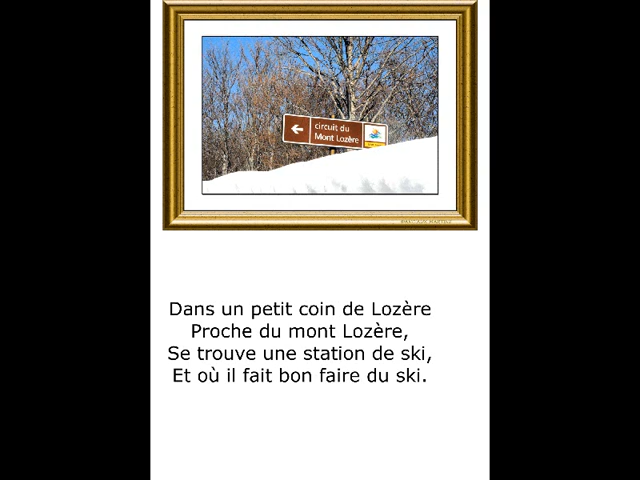 circuit du
Mont Lozère
Dans un petit coin de Lozère
Proche du mont Lozère,
Se trouve une station de ski,
Et où il fait bon faire du ski.